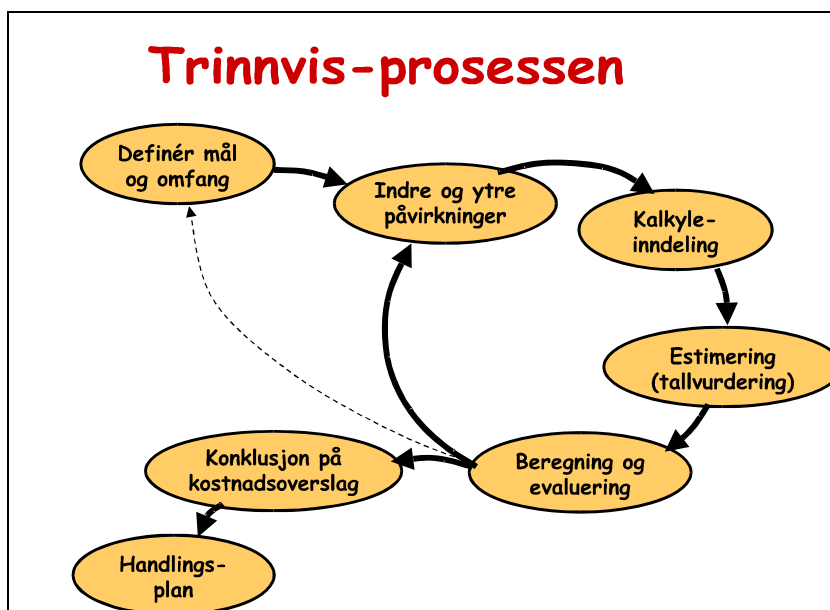 Trinnvis-prosessen
Definér mål
og omfang
Indre og ytre
påvirkninger
Kalkyle-
inndeling
Estimering
(tallvurdering)
Beregning og
evaluering
Konklusjon på
kostnadsoverslag
Handlings-
plan